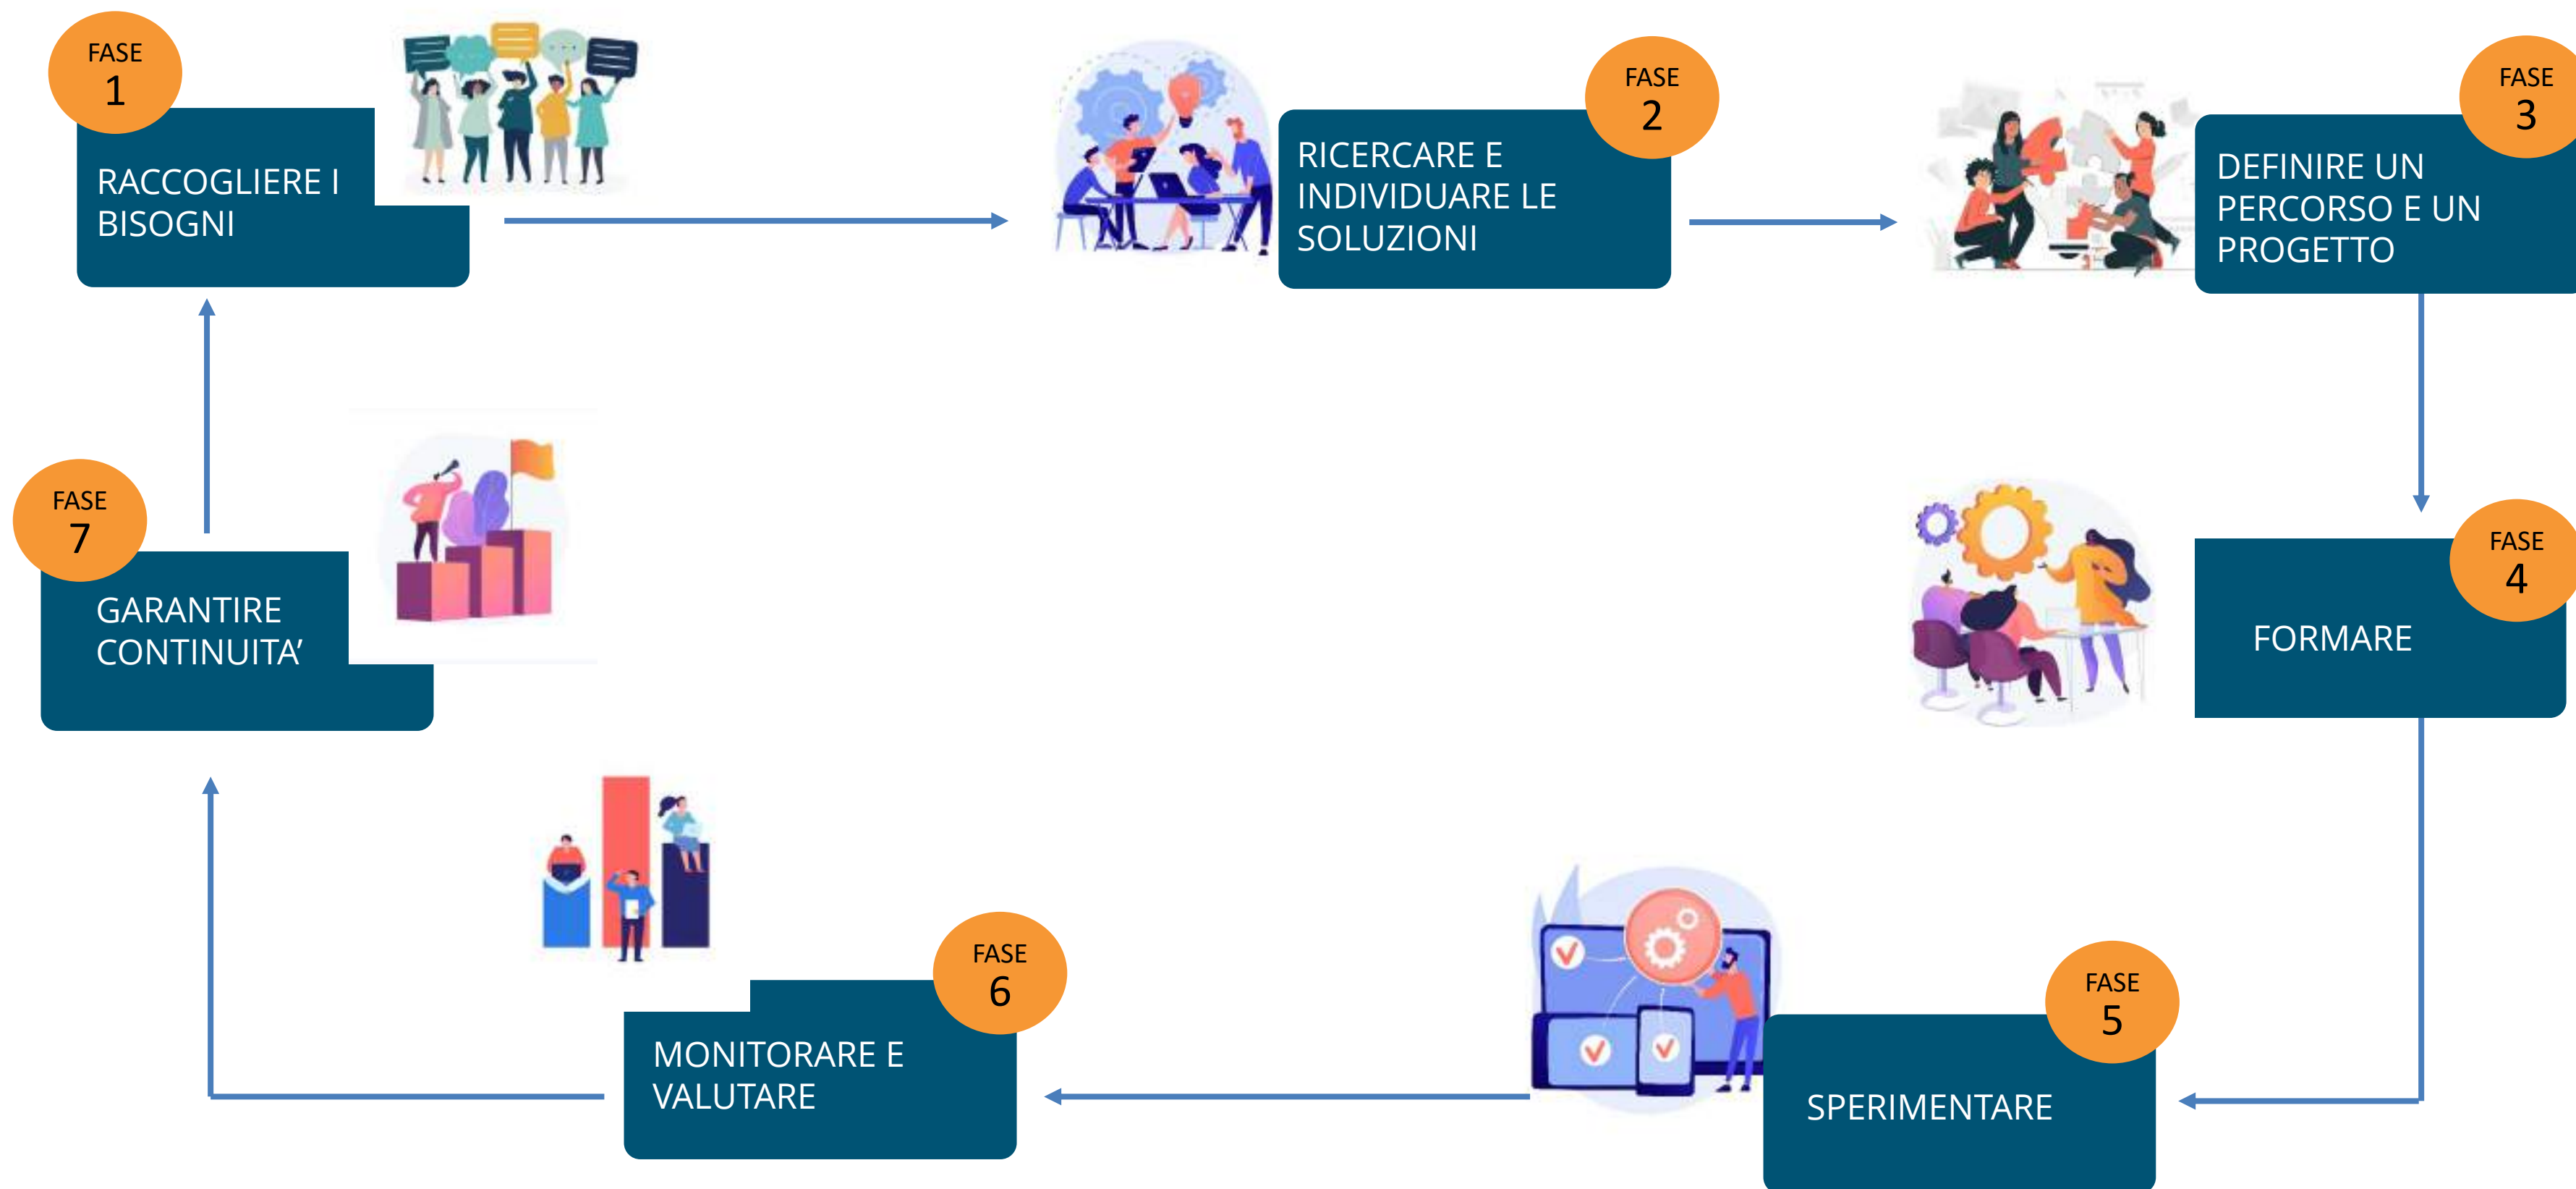 FASE
1
RACCOGLIERE I
BISOGNI
FASE
2
RICERCARE E
INDIVIDUARE LE
SOLUZIONI
FASE
3
DEFINIRE UN
PERCORSO E UN
PROGETTO
FASE
4
FORMARE
FASE
5
SPERIMENTARE
FASE
6
MONITORARE E
VALUTARE
FASE
7
GARANTIRE
CONTINUITA’